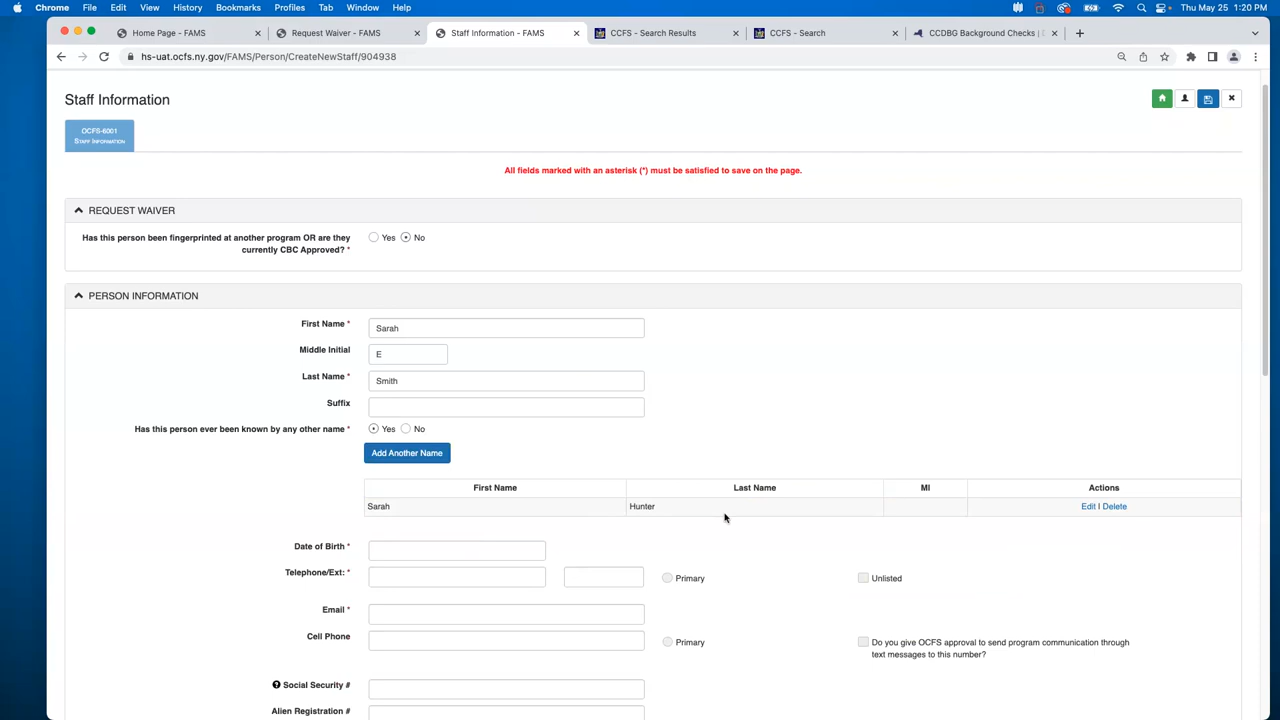 Chrome File Edit View History Bookmarks Profiles Tab Window Help Thu May 25 1:20 PM
Home Page - FAMS Request Waiver - FAMS Staff Information - FAMS CCFS - Search Results CCFS - Search CCDBG Background Checks |
hs-uat.ocfs.ny.gov/FAMS/Person/CreateNewStaff/904938
Staff Information
OCFS-6001
STAFF INFORMATION
All fields marked with an asterisk (*) must be satisfied to save on the page.
REQUEST WAIVER
Has this person been fingerprinted at another program OR are they
currently CBC Approved? * Yes No
PERSON INFORMATION
First Name * Sarah
Middle Initial E
Last Name * Smith
Suffix
Has this person ever been known by any other name * Yes No
Add Another Name
First Name Last Name MI Actions
Sarah Hunter Edit | Delete
Date of Birth *
Telephone/Ext: * Primary Unlisted
Email *
Cell Phone Primary Do you give OCFS approval to send program communication through
text messages to this number?
Social Security #
Alien Registration #